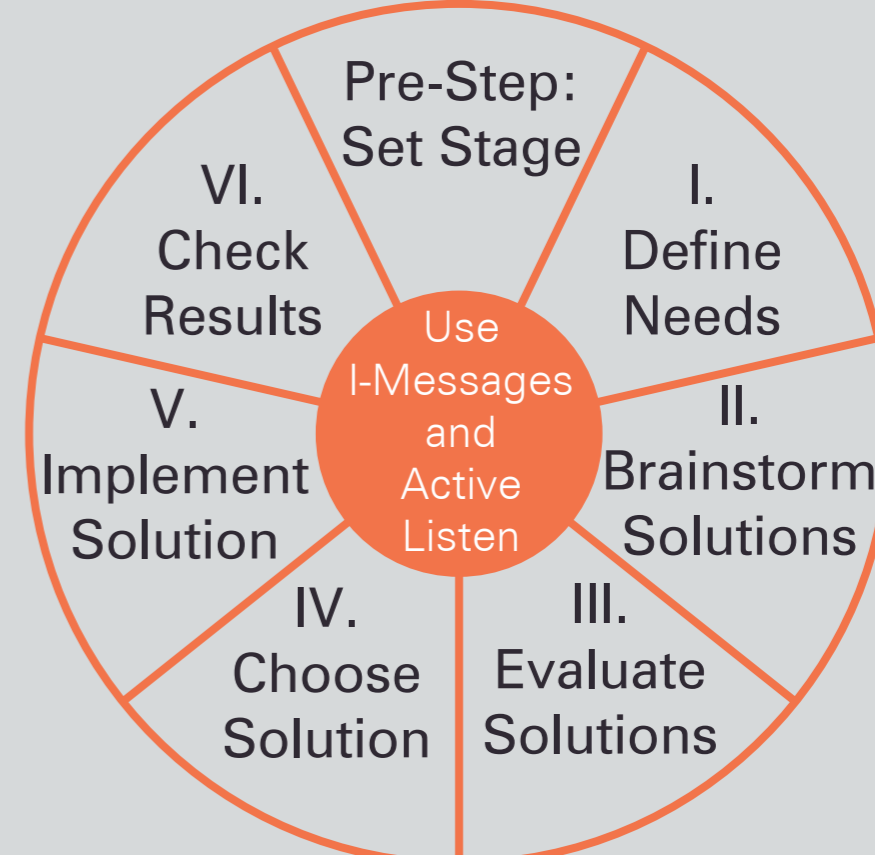 Pre-Step:
Set Stage
I.
Define
Needs
II.
Brainstorm
Solutions
III.
Evaluate
Solutions
IV.
Choose
Solution
V.
Implement
Solution
VI.
Check
Results
Use
I-Messages
and
Active
Listen